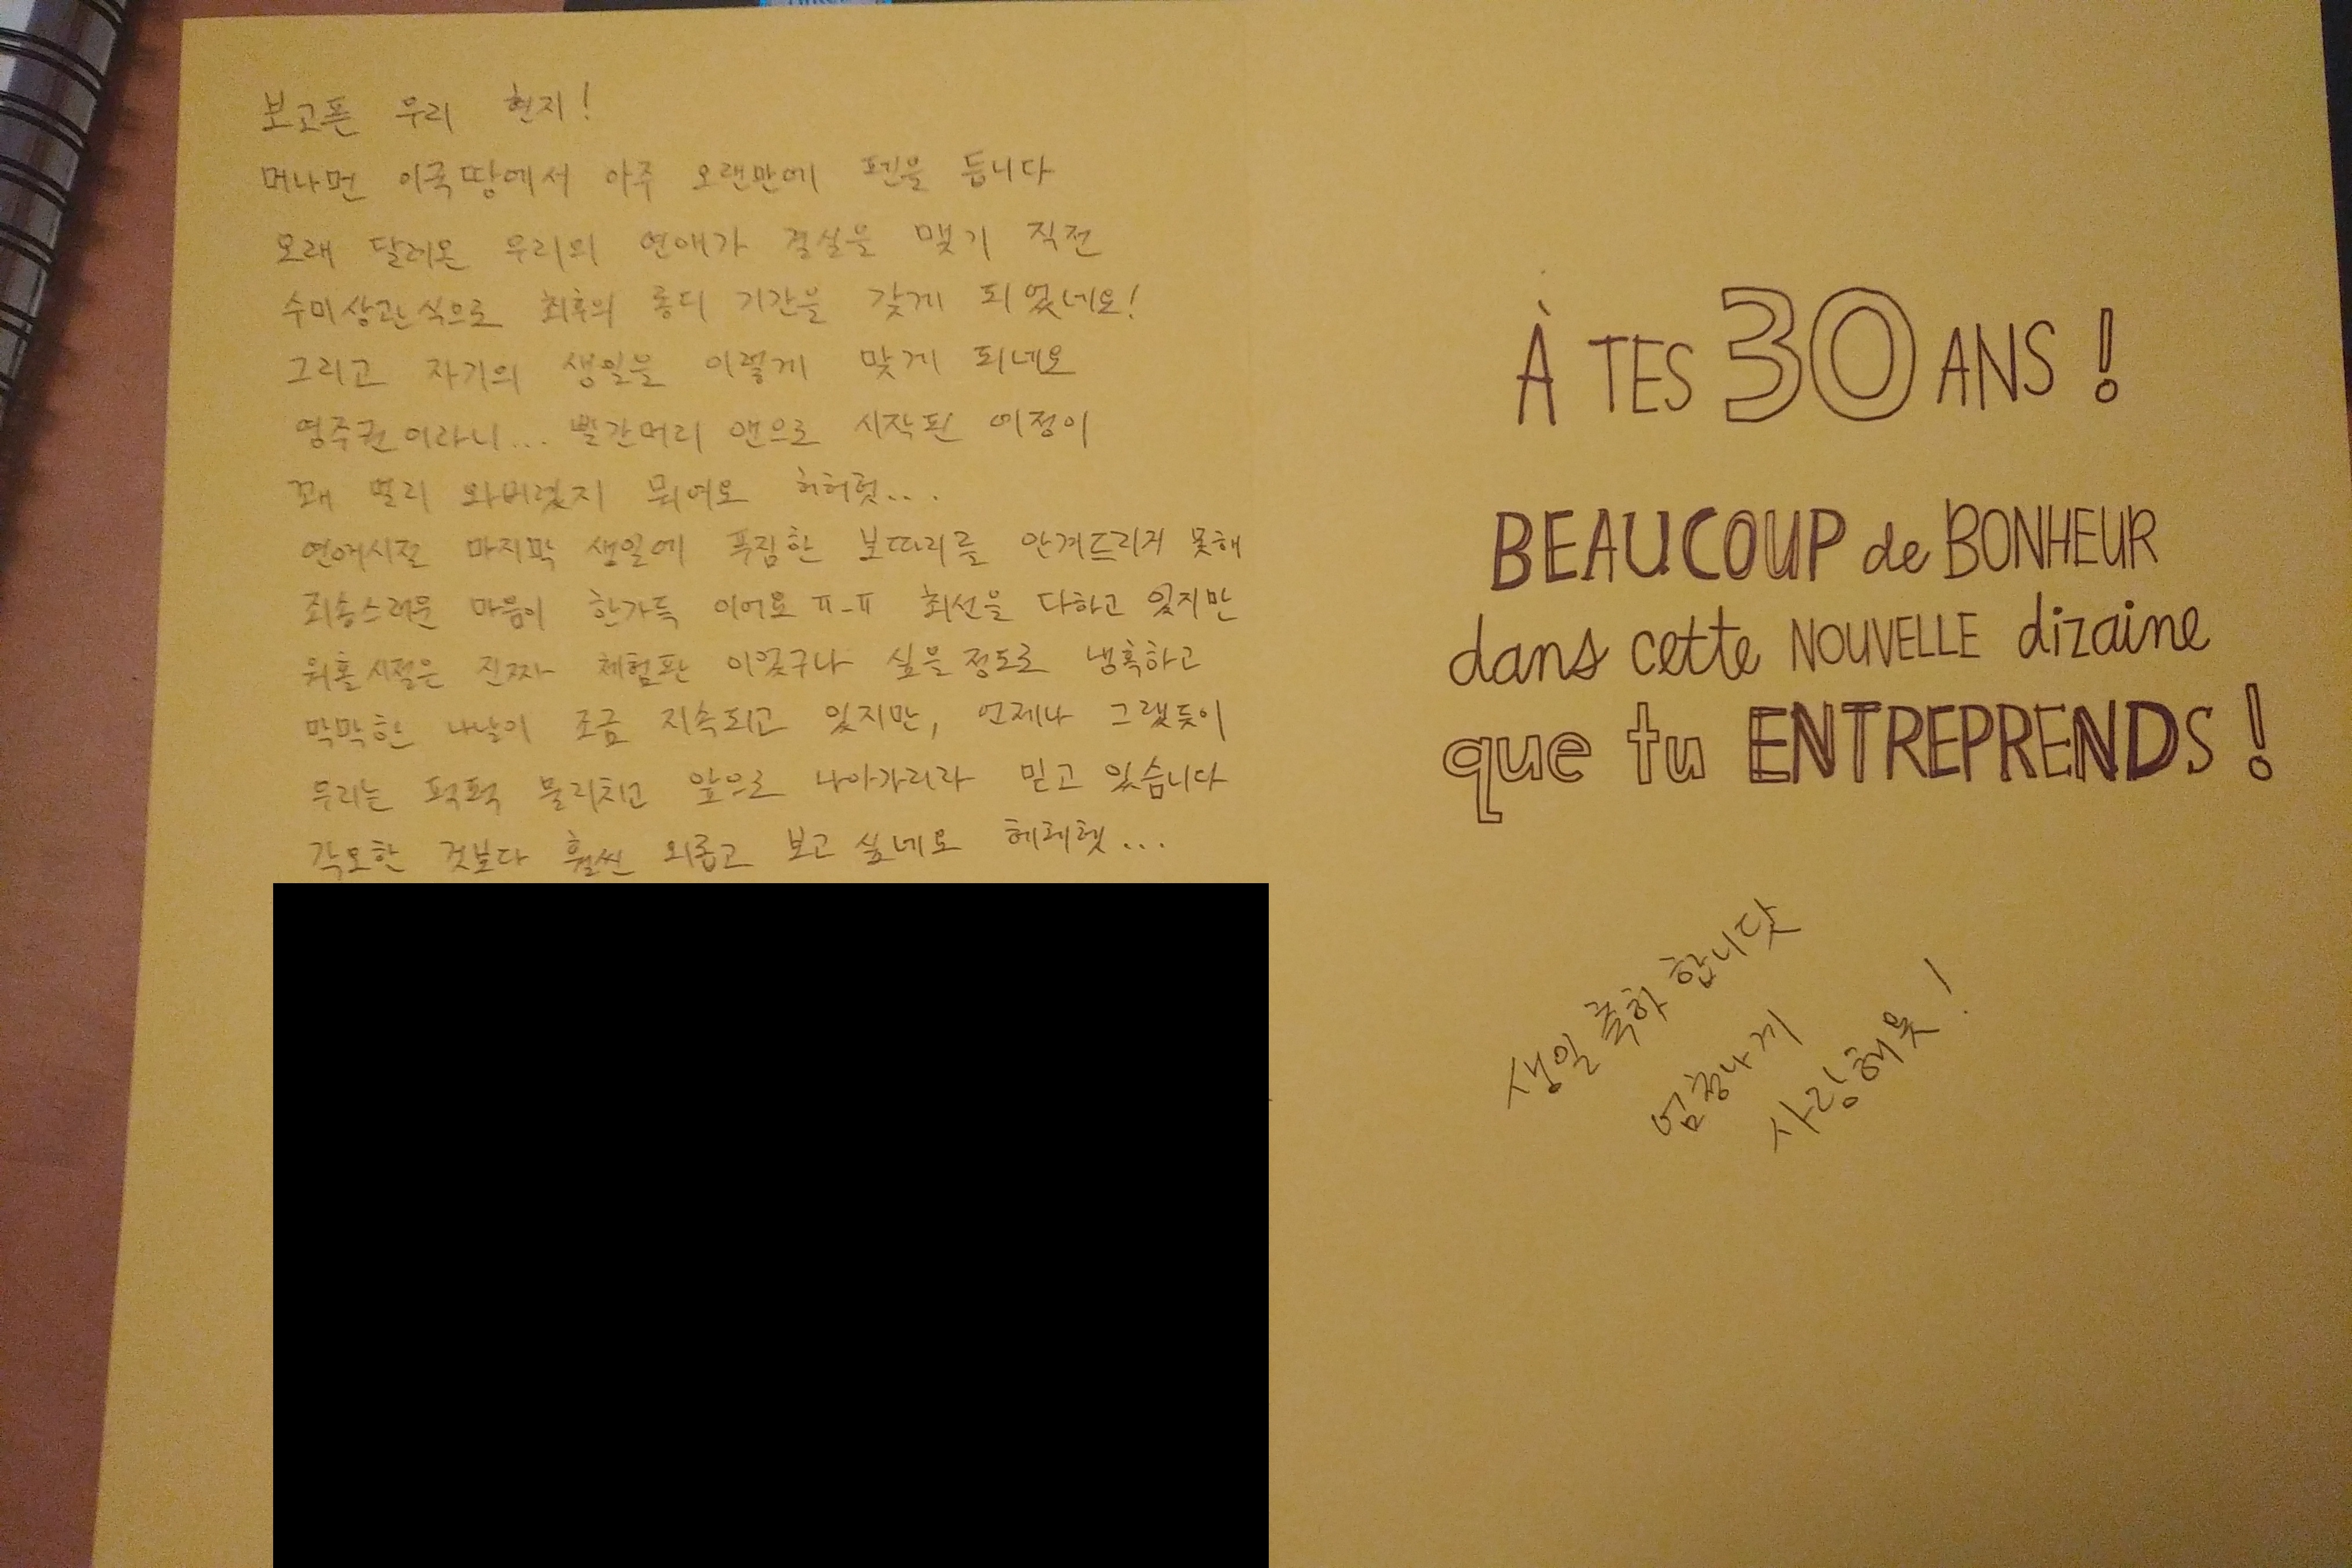 보고픈 우리 현지!
머나먼 이국땅에서 아주 오랜만에 펜을 듭니다
오래 달려온 우리의 연애가 결실을 맺기 직전
수미상관식으로 최후의 롱디 기간을 갖게 되었네요!
그리고 자기의 생일을 이렇게 맞게 되네요
영주권이라니... 빨간머리 앤으로 시작된 여정이
꽤 멀리 와버렸지 뭐에요 허허헛...
연애시절 마지막 생일에 푸짐한 보따리를 안겨드리지 못해
죄송스러운 마음이 한가득 이에요 ㅠ-ㅠ 최선을 다하고 있지만
워홀시절은 진짜 체험판 이었구나 싶을정도로 냉혹하고
막막한 나날이 조금 지속되고 있지만, 언제나 그랬듯이
우리는 퍽퍽 물리치고 앞으로 나아가리라 믿고 있습니다
각오한 것보다 훨씬 외롭고 보고싶네요 헤헤헷...
À TES 30 ANS !
BEAUCOUP de BONHEUR
dans cette NOUVELLE dizaine
que tu ENTREPRENDS !
생일 축하 합니닷
엄청나게
사랑해욧!